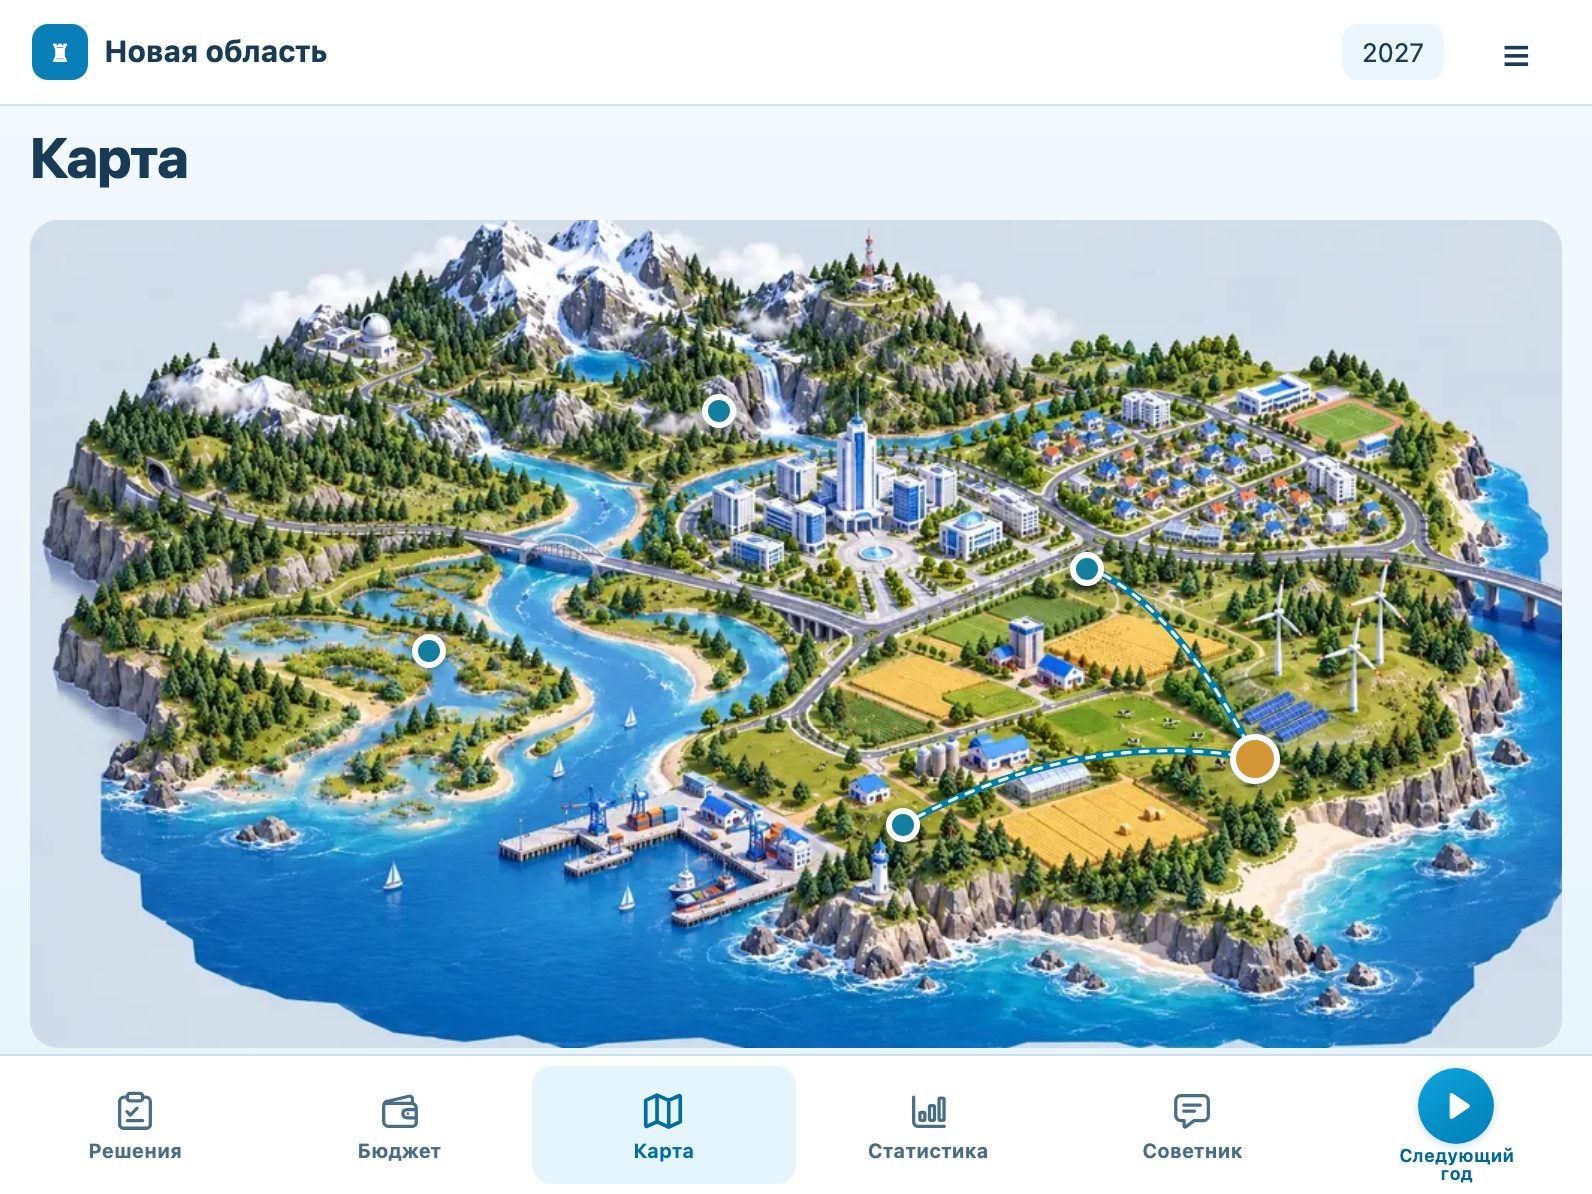 Новая область
2027
Карта
Решения
Бюджет
Карта
Статистика
Советник
Следующий
год